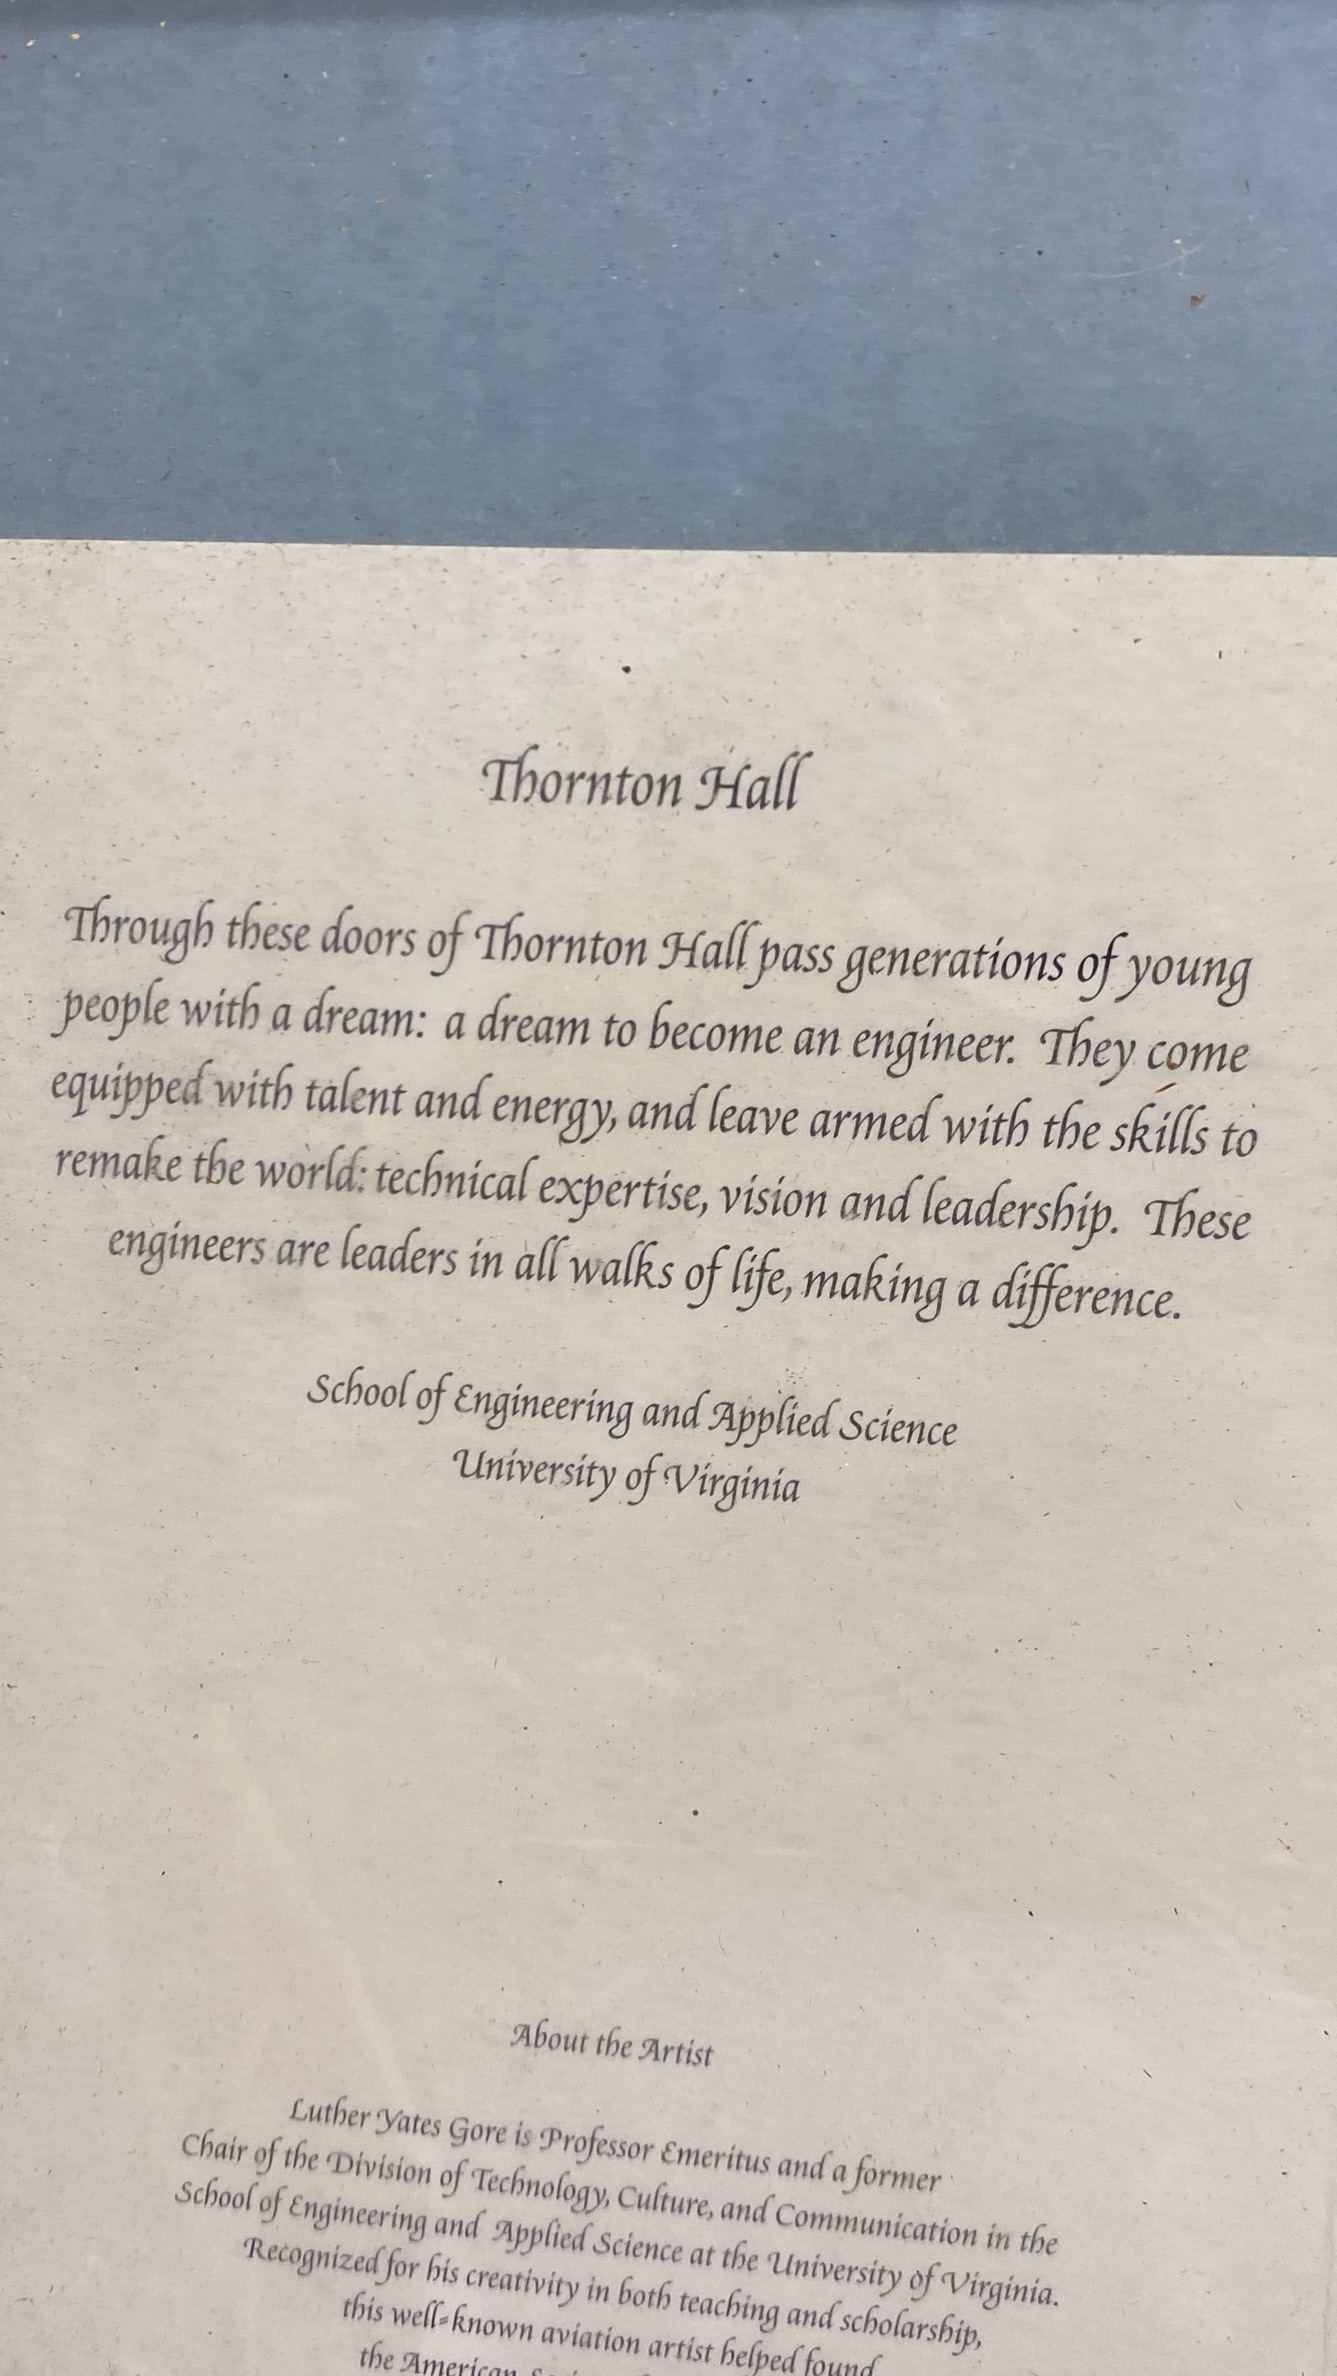 Thornton Hall
Through these doors of Thornton Hall pass generations of young
people with a dream: a dream to become an engineer. They come
equipped with talent and energy, and leave armed with the skills to
remake the world: technical expertise, vision and leadership. These
engineers are leaders in all walks of life, making a difference.
School of Engineering and Applied Science
University of Virginia
About the Artist
Luther Yates Gore is Professor Emeritus and a former
Chair of the Division of Technology, Culture, and Communication in the
School of Engineering and Applied Science at the University of Virginia.
Recognized for his creativity in both teaching and scholarship,
this well-known aviation artist helped found
the American